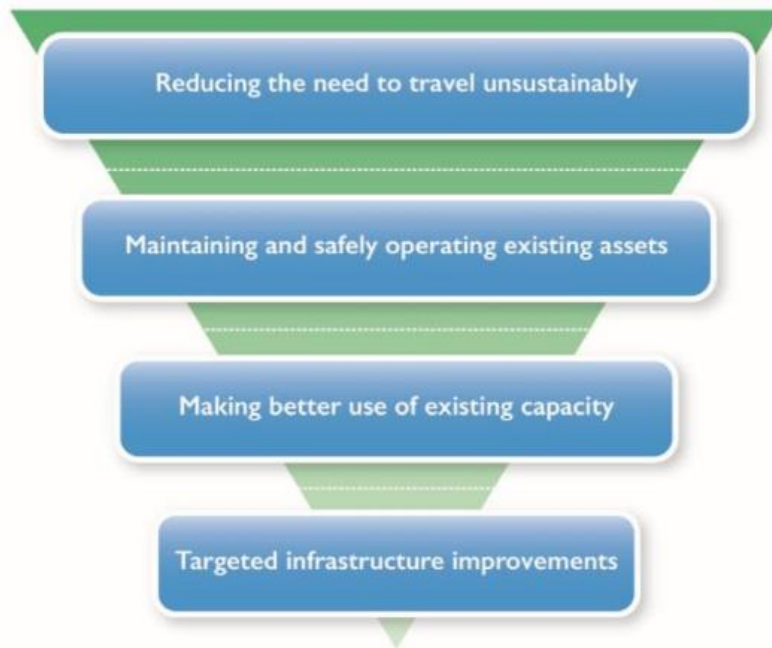 Reducing the need to travel unsustainably
Maintaining and safely operating existing assets
Making better use of existing capacity
Targeted infrastructure improvements